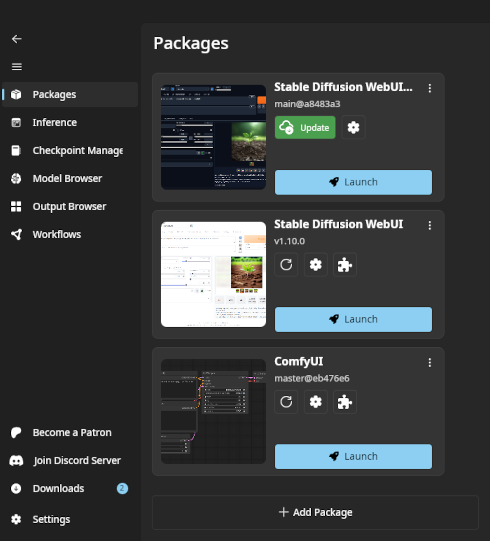 Packages
Packages
Inference
Checkpoint Manage
Model Browser
Output Browser
Workflows
Become a Patron
Join Discord Server
Downloads 2
Settings
Stable Diffusion WebUI...
main@a8483a3
Update
Launch
Stable Diffusion WebUI
v1.10.0
Launch
ComfyUI
master@eb476e6
Launch
Add Package